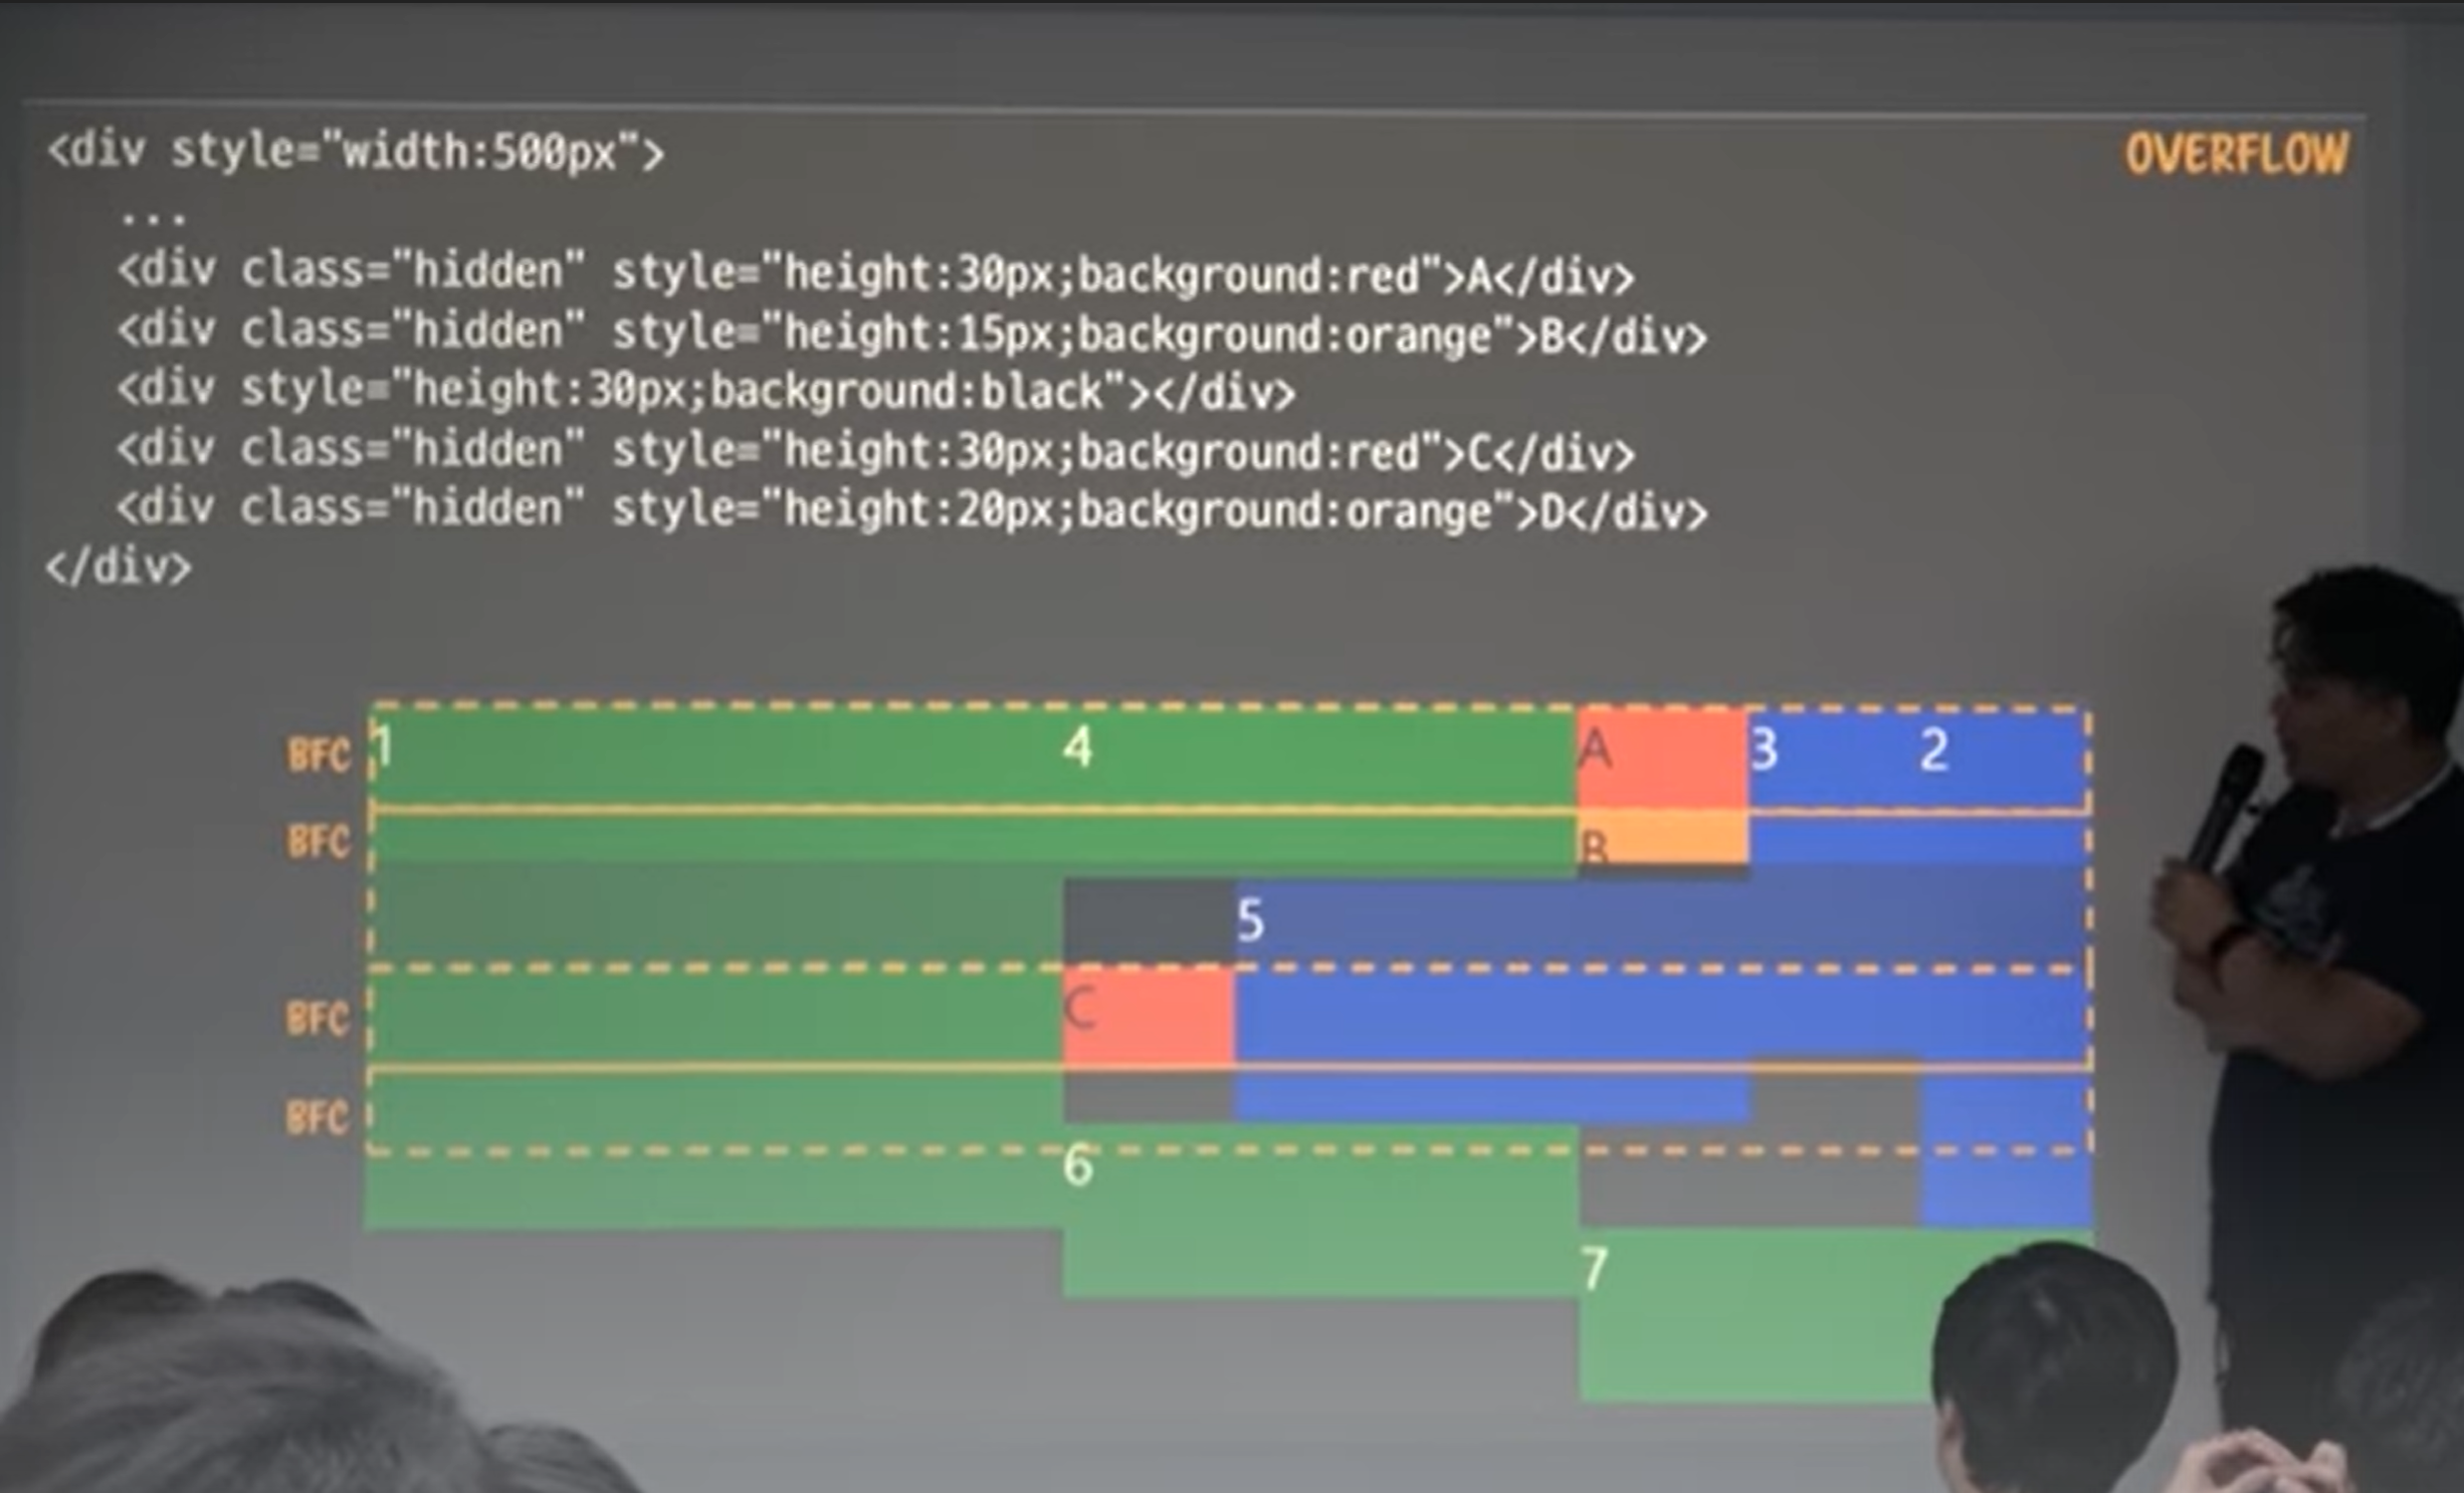 <div style="width:500px">
OVERFLOW
...
<div class="hidden" style="height:30px;background:red">A</div>
<div class="hidden" style="height:15px;background:orange">B</div>
<div style="height:30px;background:black"></div>
<div class="hidden" style="height:30px;background:red">C</div>
<div class="hidden" style="height:20px;background:orange">D</div>
</div>
BFC 1 4 A 3 2
BFC B
5
BFC C
BFC
6
7